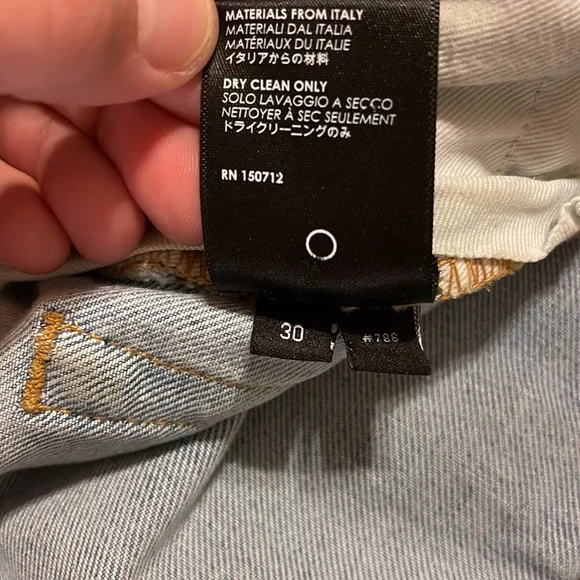 MATERIALS FROM ITALY
MATERIALI DAL ITALIA
MATÉRIAUX DU ITALIE
イタリアからの材料
DRY CLEAN ONLY
SOLO LAVAGGIO A SECCO
NETTOYER À SEC SEULEMENT
ドライクリーニングのみ
RN 150712
30
#788